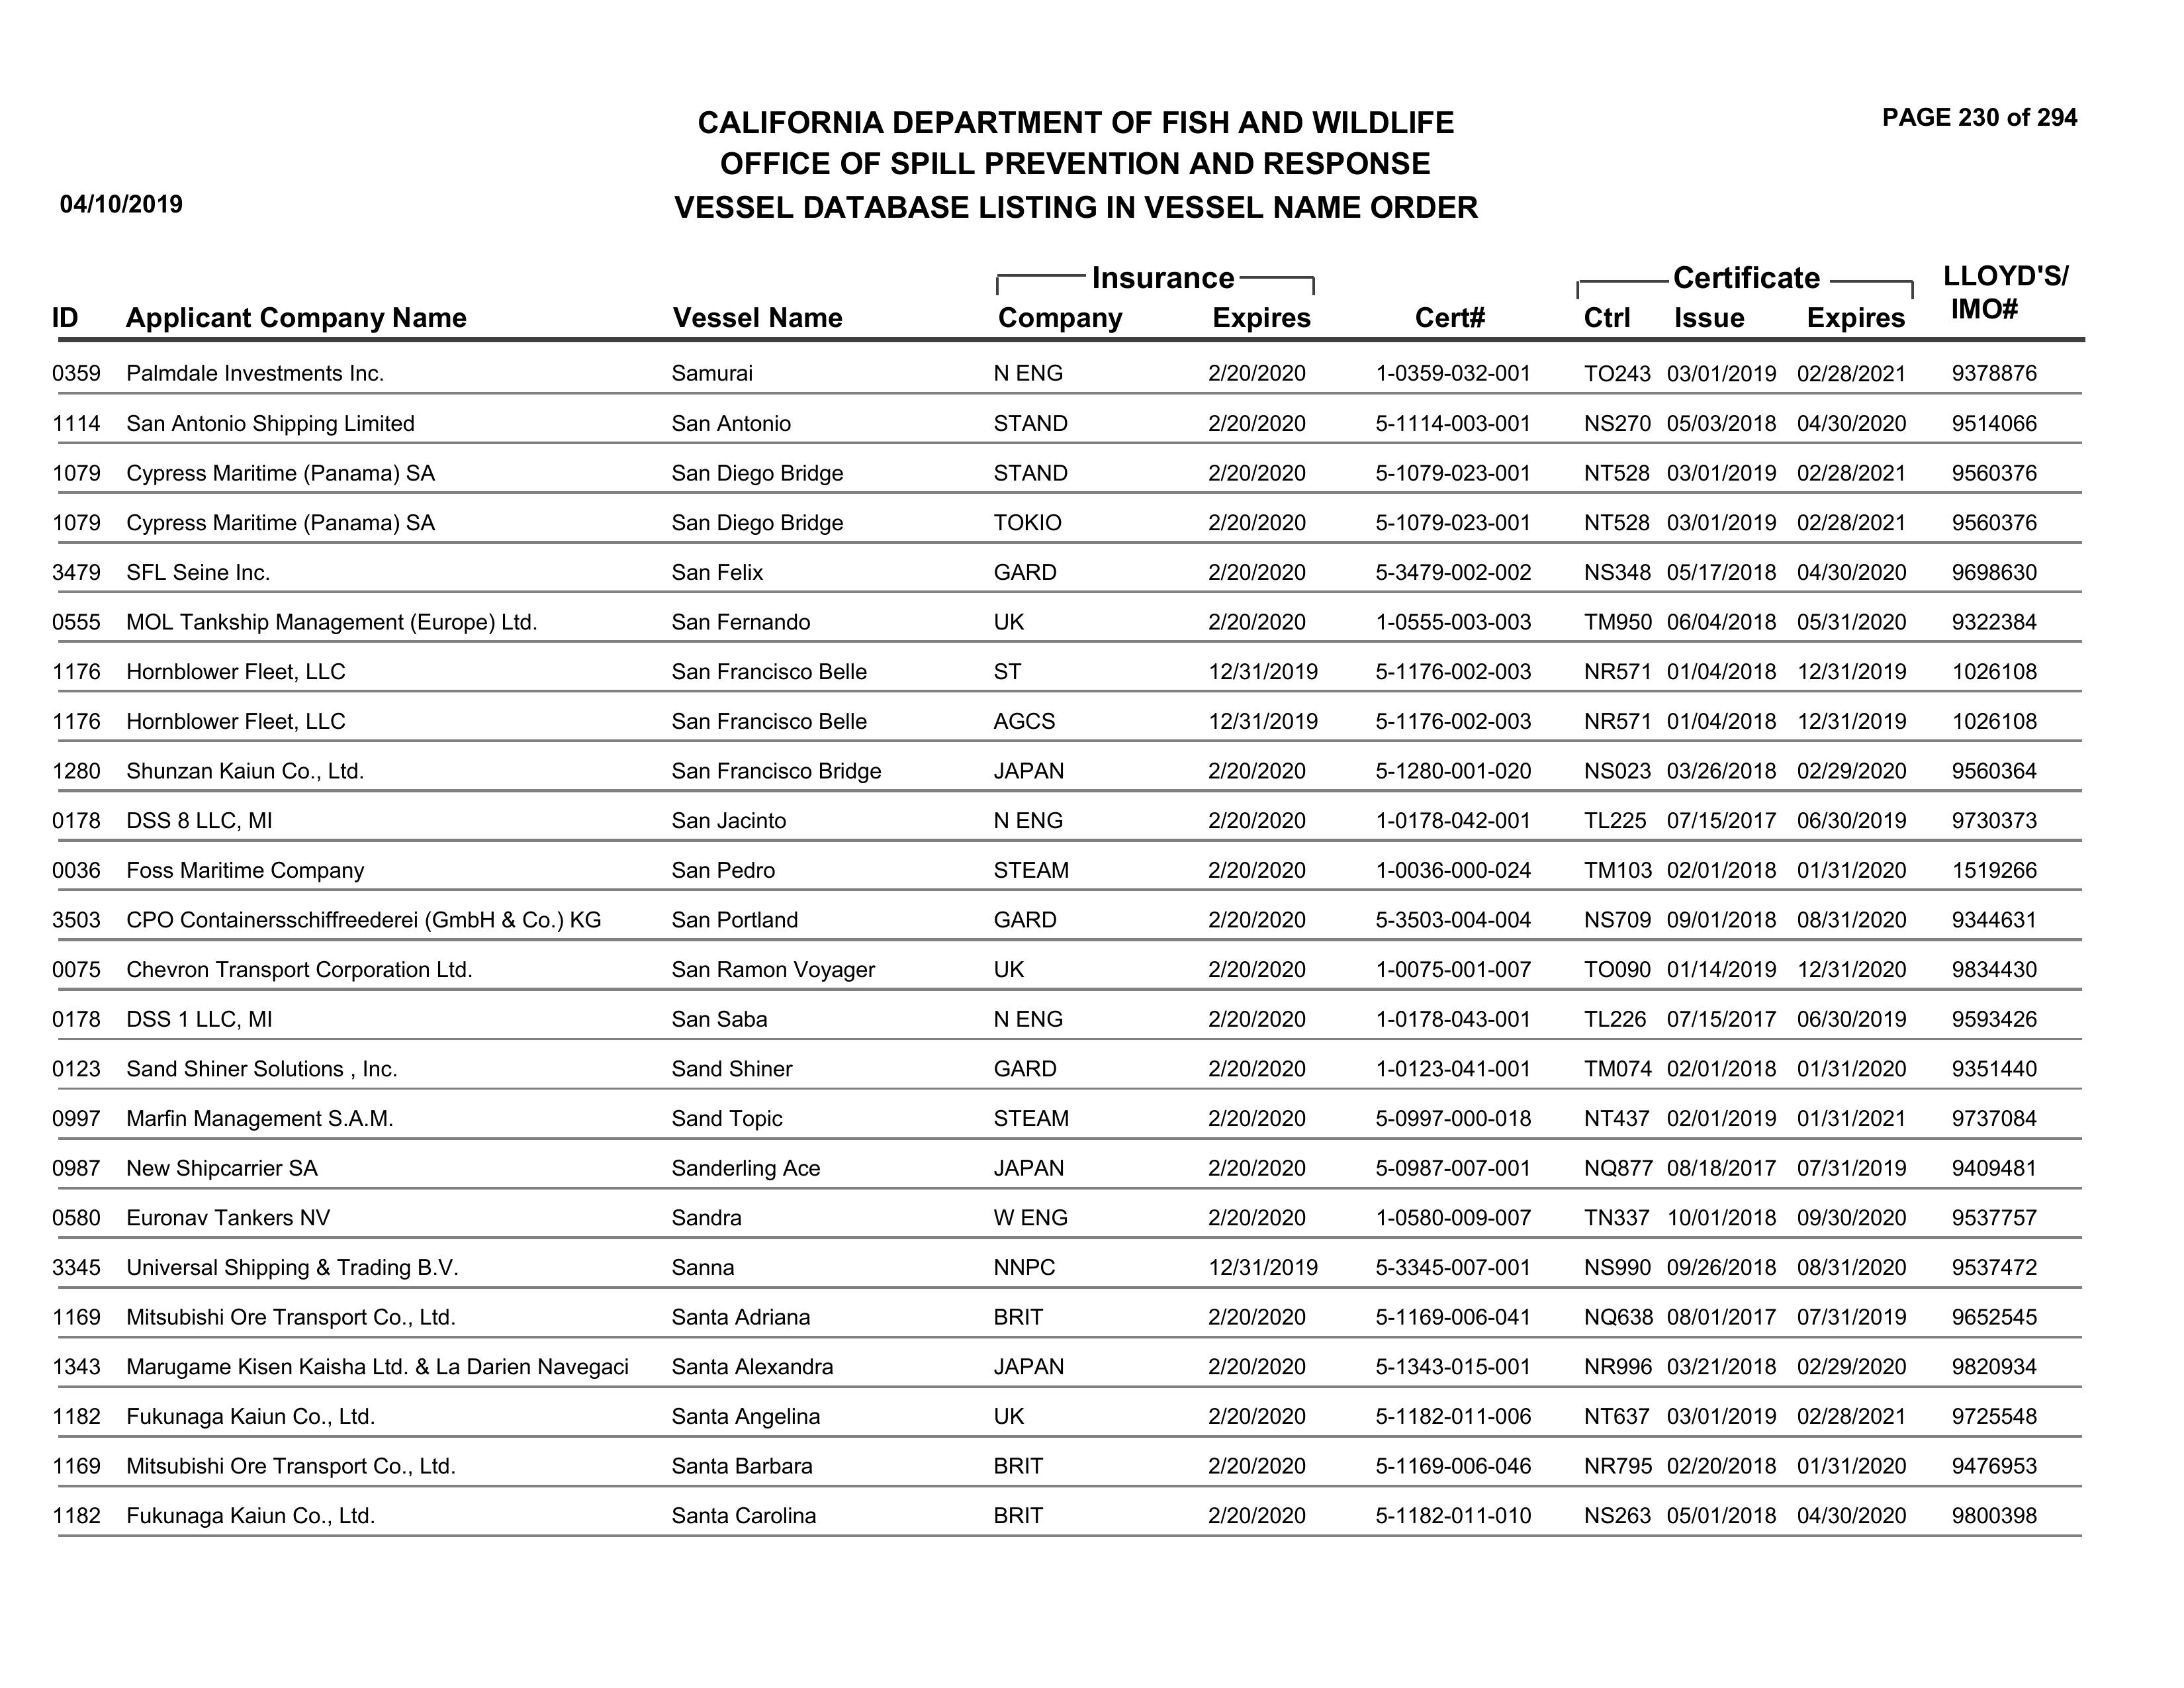 PAGE 230 of 294
CALIFORNIA DEPARTMENT OF FISH AND WILDLIFE
OFFICE OF SPILL PREVENTION AND RESPONSE
04/10/2019 VESSEL DATABASE LISTING IN VESSEL NAME ORDER
Insurance Certificate LLOYD'S/
ID Applicant Company Name Vessel Name Company Expires Cert# Ctrl Issue Expires IMO#
0359 Palmdale Investments Inc. Samurai N ENG 2/20/2020 1-0359-032-001 TO243 03/01/2019 02/28/2021 9378876
1114 San Antonio Shipping Limited San Antonio STAND 2/20/2020 5-1114-003-001 NS270 05/03/2018 04/30/2020 9514066
1079 Cypress Maritime (Panama) SA San Diego Bridge STAND 2/20/2020 5-1079-023-001 NT528 03/01/2019 02/28/2021 9560376
1079 Cypress Maritime (Panama) SA San Diego Bridge TOKIO 2/20/2020 5-1079-023-001 NT528 03/01/2019 02/28/2021 9560376
3479 SFL Seine Inc. San Felix GARD 2/20/2020 5-3479-002-002 NS348 05/17/2018 04/30/2020 9698630
0555 MOL Tankship Management (Europe) Ltd. San Fernando UK 2/20/2020 1-0555-003-003 TM950 06/04/2018 05/31/2020 9322384
1176 Hornblower Fleet, LLC San Francisco Belle ST 12/31/2019 5-1176-002-003 NR571 01/04/2018 12/31/2019 1026108
1176 Hornblower Fleet, LLC San Francisco Belle AGCS 12/31/2019 5-1176-002-003 NR571 01/04/2018 12/31/2019 1026108
1280 Shunzan Kaiun Co., Ltd. San Francisco Bridge JAPAN 2/20/2020 5-1280-001-020 NS023 03/26/2018 02/29/2020 9560364
0178 DSS 8 LLC, MI San Jacinto N ENG 2/20/2020 1-0178-042-001 TL225 07/15/2017 06/30/2019 9730373
0036 Foss Maritime Company San Pedro STEAM 2/20/2020 1-0036-000-024 TM103 02/01/2018 01/31/2020 1519266
3503 CPO Containersschiffreederei (GmbH & Co.) KG San Portland GARD 2/20/2020 5-3503-004-004 NS709 09/01/2018 08/31/2020 9344631
0075 Chevron Transport Corporation Ltd. San Ramon Voyager UK 2/20/2020 1-0075-001-007 TO090 01/14/2019 12/31/2020 9834430
0178 DSS 1 LLC, MI San Saba N ENG 2/20/2020 1-0178-043-001 TL226 07/15/2017 06/30/2019 9593426
0123 Sand Shiner Solutions , Inc. Sand Shiner GARD 2/20/2020 1-0123-041-001 TM074 02/01/2018 01/31/2020 9351440
0997 Marfin Management S.A.M. Sand Topic STEAM 2/20/2020 5-0997-000-018 NT437 02/01/2019 01/31/2021 9737084
0987 New Shipcarrier SA Sanderling Ace JAPAN 2/20/2020 5-0987-007-001 NQ877 08/18/2017 07/31/2019 9409481
0580 Euronav Tankers NV Sandra W ENG 2/20/2020 1-0580-009-007 TN337 10/01/2018 09/30/2020 9537757
3345 Universal Shipping & Trading B.V. Sanna NNPC 12/31/2019 5-3345-007-001 NS990 09/26/2018 08/31/2020 9537472
1169 Mitsubishi Ore Transport Co., Ltd. Santa Adriana BRIT 2/20/2020 5-1169-006-041 NQ638 08/01/2017 07/31/2019 9652545
1343 Marugame Kisen Kaisha Ltd. & La Darien Navegaci Santa Alexandra JAPAN 2/20/2020 5-1343-015-001 NR996 03/21/2018 02/29/2020 9820934
1182 Fukunaga Kaiun Co., Ltd. Santa Angelina UK 2/20/2020 5-1182-011-006 NT637 03/01/2019 02/28/2021 9725548
1169 Mitsubishi Ore Transport Co., Ltd. Santa Barbara BRIT 2/20/2020 5-1169-006-046 NR795 02/20/2018 01/31/2020 9476953
1182 Fukunaga Kaiun Co., Ltd. Santa Carolina BRIT 2/20/2020 5-1182-011-010 NS263 05/01/2018 04/30/2020 9800398